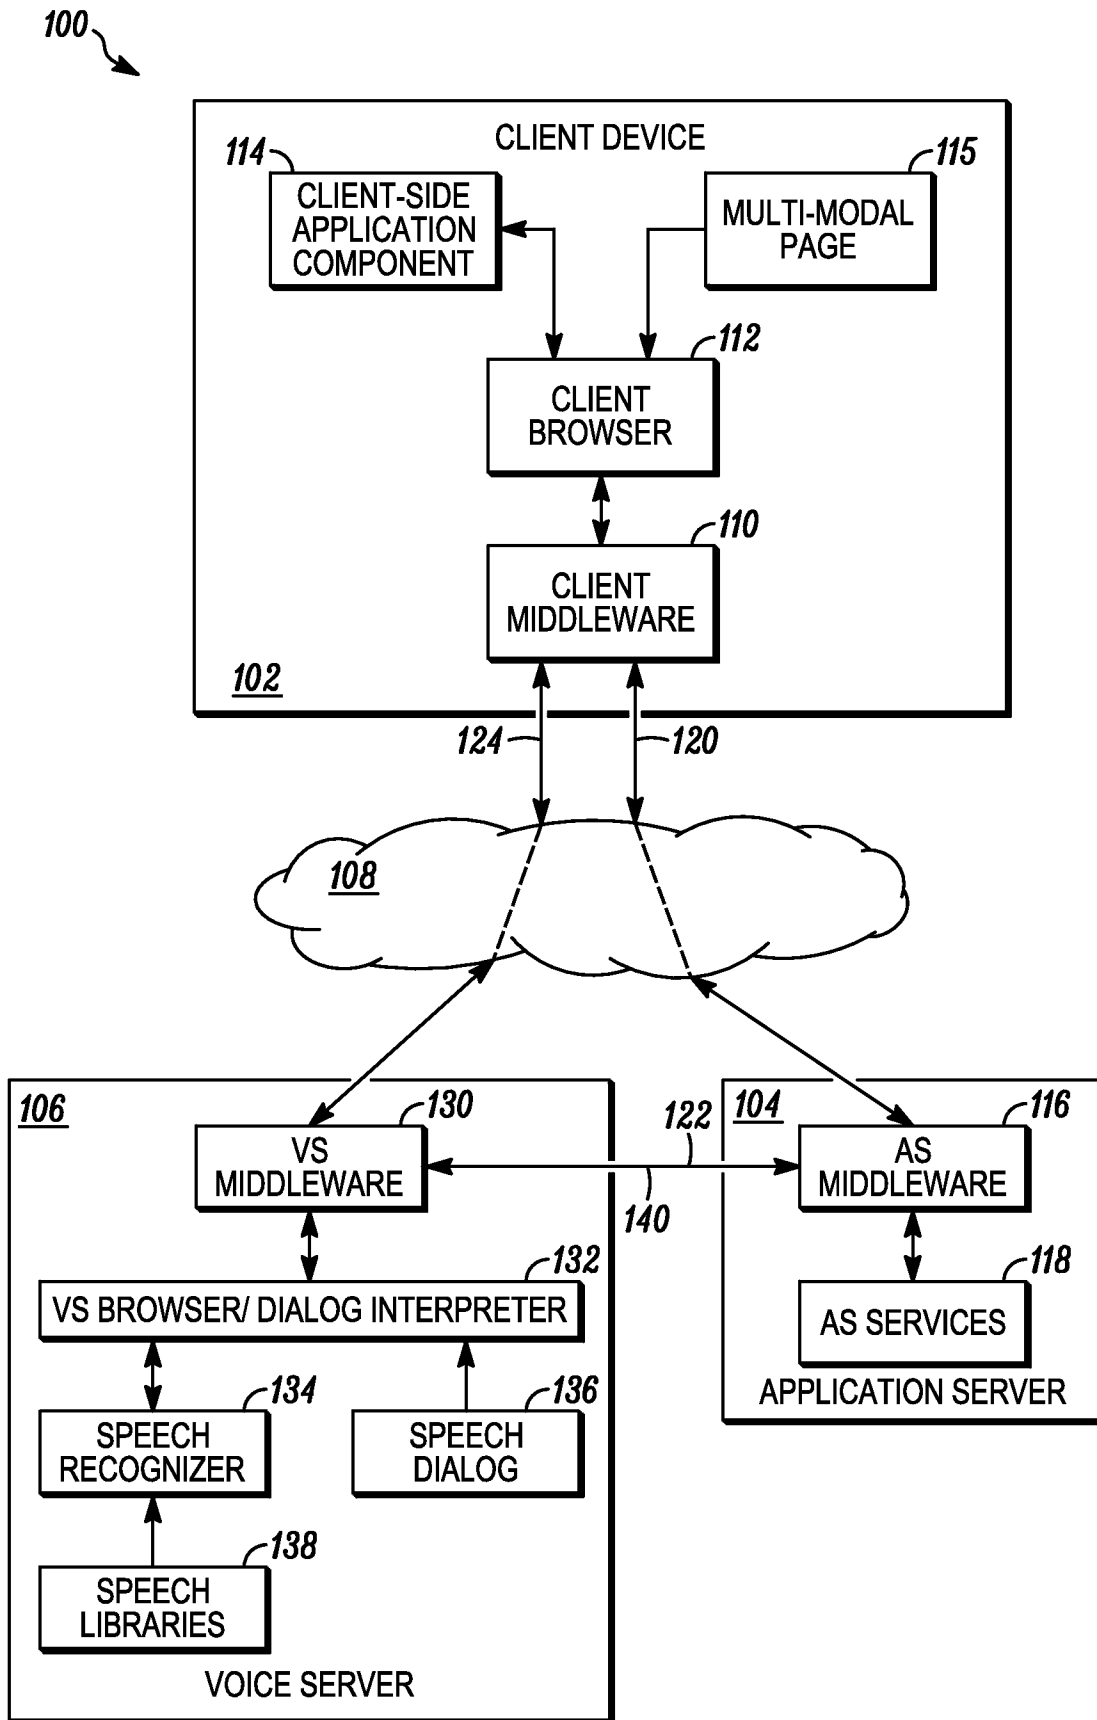 100
CLIENT DEVICE
114
115
CLIENT-SIDE
APPLICATION
COMPONENT
MULTI-MODAL
PAGE
112
CLIENT
BROWSER
110
CLIENT
MIDDLEWARE
102
124
120
108
106
130
VS
MIDDLEWARE
122
140
104
116
AS
MIDDLEWARE
132
VS BROWSER/ DIALOG INTERPRETER
118
AS SERVICES
APPLICATION SERVER
134
SPEECH
RECOGNIZER
136
SPEECH
DIALOG
138
SPEECH
LIBRARIES
VOICE SERVER